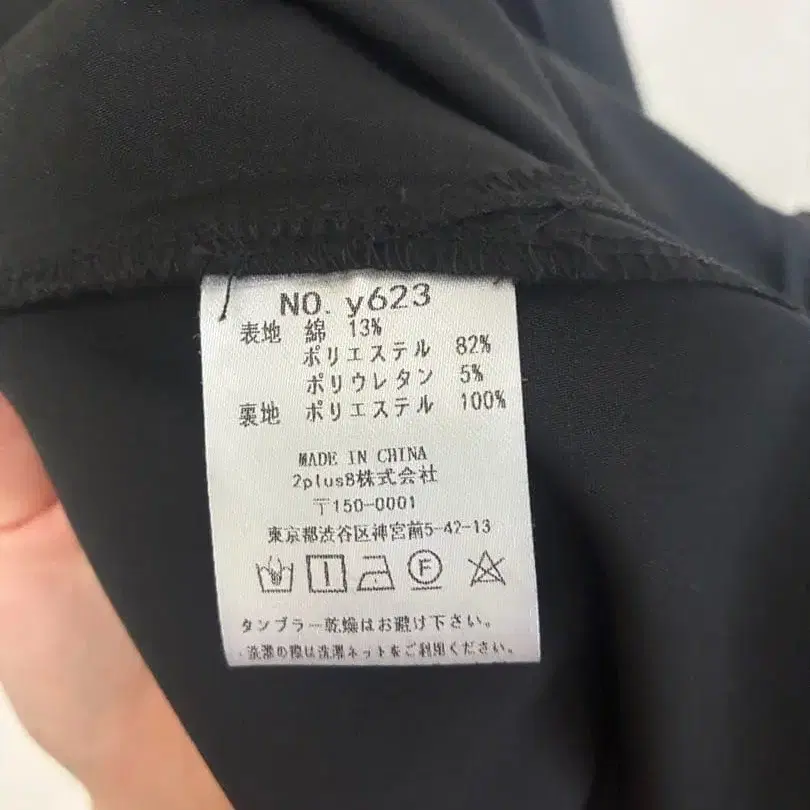 NO. y623
表地 綿 13%
ポリエステル 82%
ポリウレタン 5%
裏地 ポリエステル 100%
MADE IN CHINA
2plus8株式会社
〒150-0001
東京都渋谷区神宮前5-42-13
F
タンブラー乾燥はお避け下さい。
・洗濯の際は洗濯ネットをご利用ください。